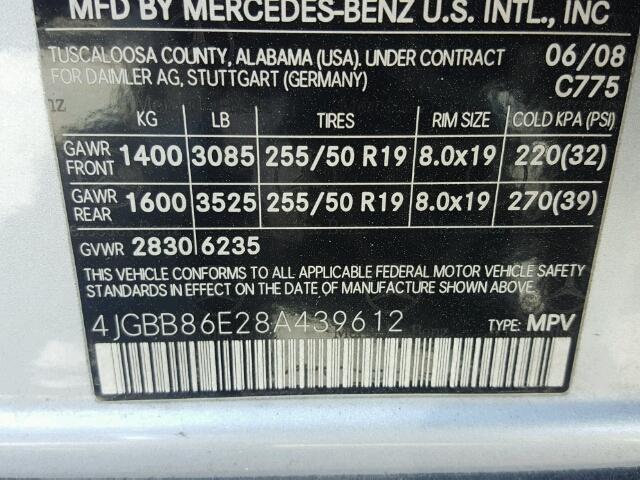 MFD BY MERCEDES-BENZ U.S. INTL., INC
TUSCALOOSA COUNTY, ALABAMA (USA). UNDER CONTRACT 06/08
FOR DAIMLER AG, STUTTGART (GERMANY) C775
KG LB TIRES RIM SIZE COLD KPA (PSI)
GAWR FRONT 1400 3085 255/50 R19 8.0x19 220(32)
GAWR REAR 1600 3525 255/50 R19 8.0x19 270(39)
GVWR 2830 6235
THIS VEHICLE CONFORMS TO ALL APPLICABLE FEDERAL MOTOR VEHICLE SAFETY
STANDARDS IN EFFECT ON THE DATE OF MANUFACTURE SHOWN ABOVE.
4JGBB86E28A439612 TYPE: MPV